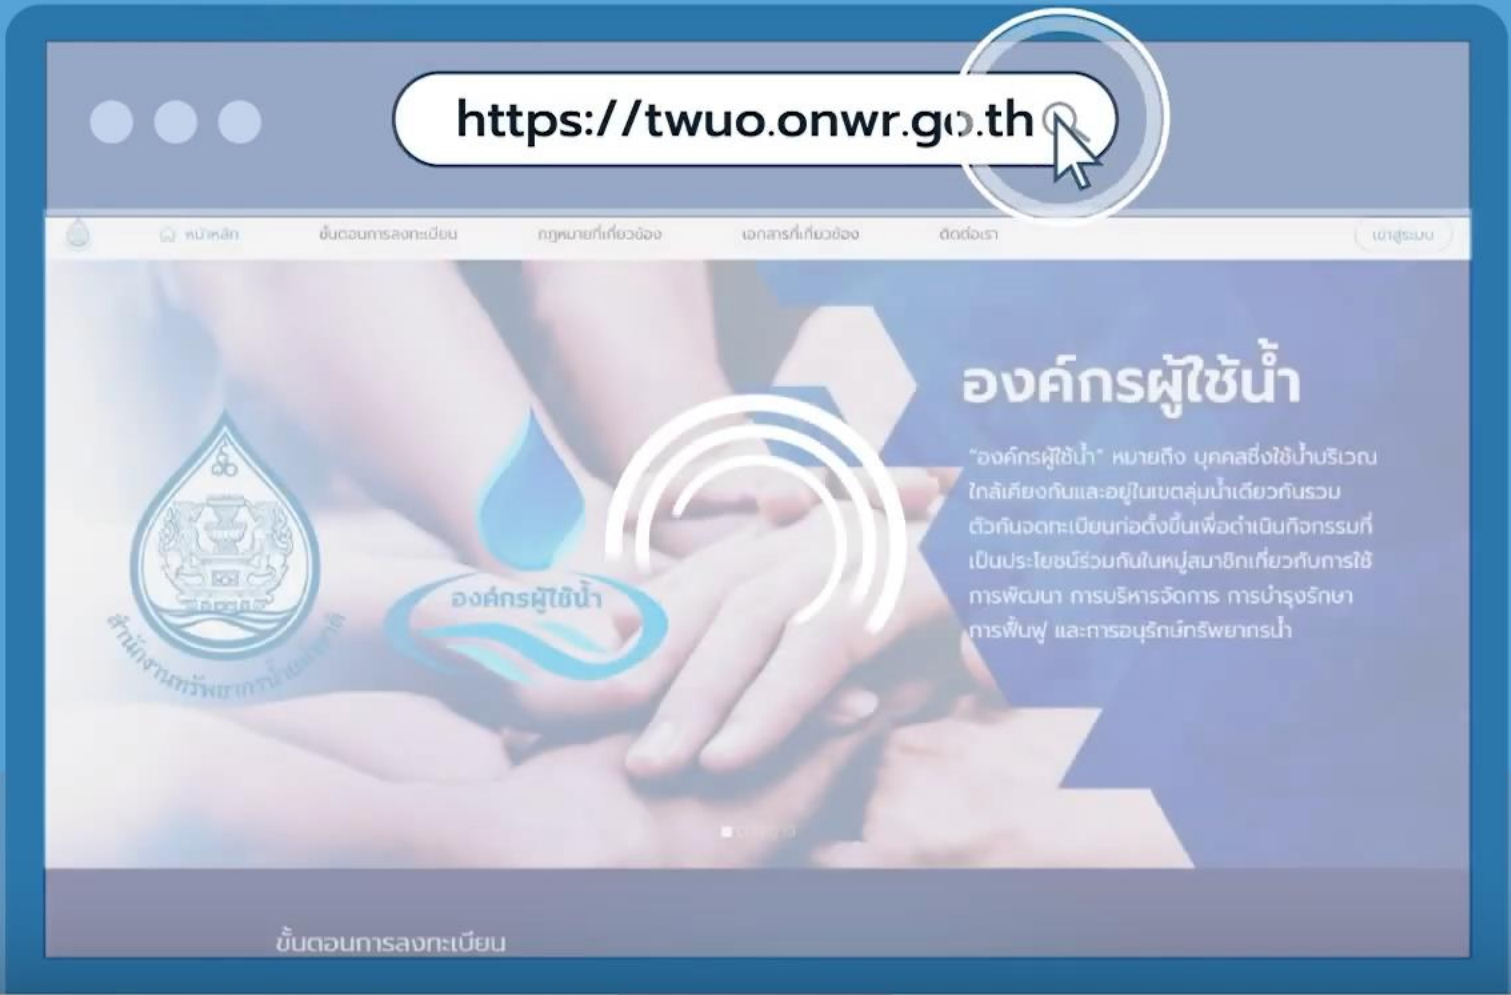 https://twuo.onwr.go.th
หน้าหลัก ขั้นตอนการลงทะเบียน กฎหมายที่เกี่ยวข้อง เอกสารที่เกี่ยวข้อง ติดต่อเรา เข้าสู่ระบบ
องค์กรผู้ใช้น้ำ
"องค์กรผู้ใช้น้ำ" หมายถึง บุคคลซึ่งใช้น้ำบริเวณ
ใกล้เคียงกันและอยู่ในเขตลุ่มน้ำเดียวกันรวม
ตัวกันจดทะเบียนก่อตั้งขึ้นเพื่อดำเนินกิจกรรมที่
เป็นประโยชน์ร่วมกันในหมู่สมาชิกเกี่ยวกับการใช้
การพัฒนา การบริหารจัดการ การบำรุงรักษา
การฟื้นฟู และการอนุรักษ์ทรัพยากรน้ำ
องค์กรผู้ใช้น้ำ
สำนักงานทรัพยากรน้ำแห่งชาติ
ขั้นตอนการลงทะเบียน